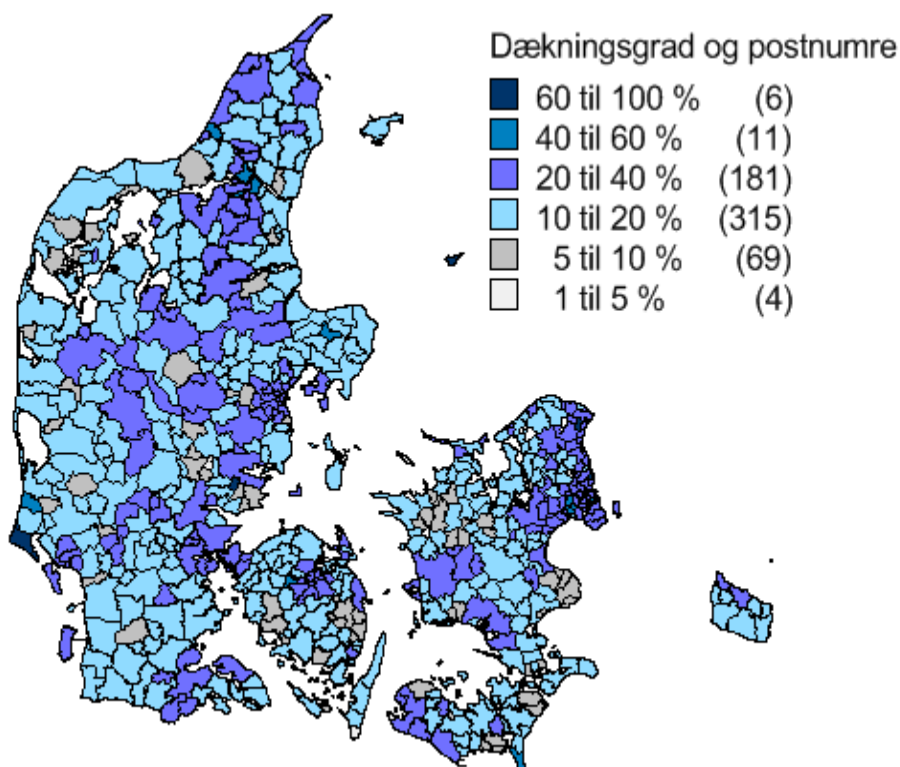 Dækningsgrad og postnumre
60 til 100 % (6)
40 til 60 % (11)
20 til 40 % (181)
10 til 20 % (315)
5 til 10 % (69)
1 til 5 % (4)